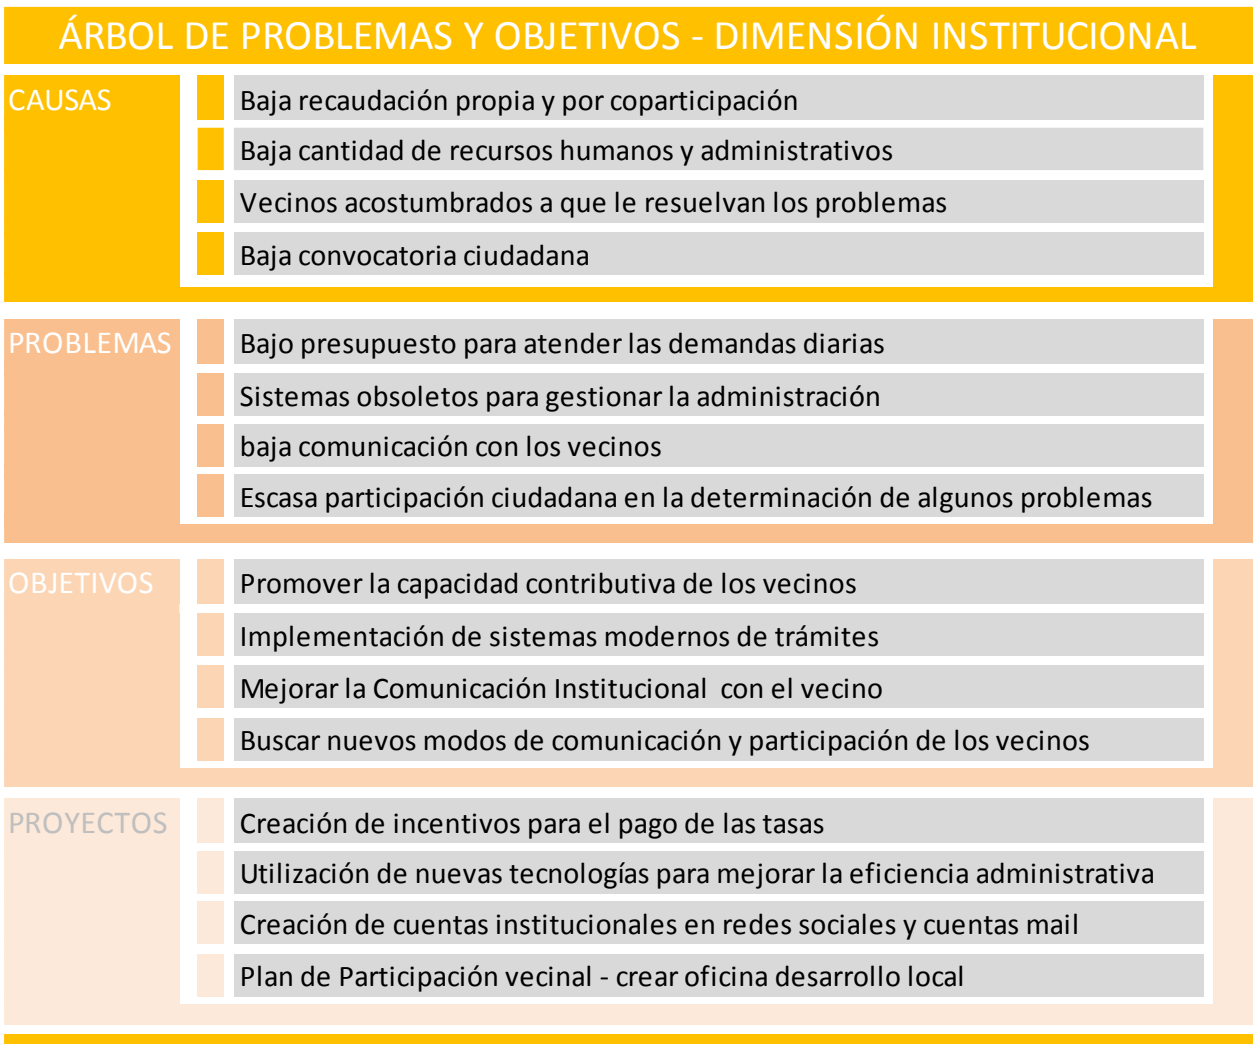 ÁRBOL DE PROBLEMAS Y OBJETIVOS - DIMENSIÓN INSTITUCIONAL
CAUSAS
Baja recaudación propia y por coparticipación
Baja cantidad de recursos humanos y administrativos
Vecinos acostumbrados a que le resuelvan los problemas
Baja convocatoria ciudadana
PROBLEMAS
Bajo presupuesto para atender las demandas diarias
Sistemas obsoletos para gestionar la administración
baja comunicación con los vecinos
Escasa participación ciudadana en la determinación de algunos problemas
OBJETIVOS
Promover la capacidad contributiva de los vecinos
Implementación de sistemas modernos de trámites
Mejorar la Comunicación Institucional  con el vecino
Buscar nuevos modos de comunicación y participación de los vecinos
PROYECTOS
Creación de incentivos para el pago de las tasas
Utilización de nuevas tecnologías para mejorar la eficiencia administrativa
Creación de cuentas institucionales en redes sociales y cuentas mail
Plan de Participación vecinal - crear oficina desarrollo local